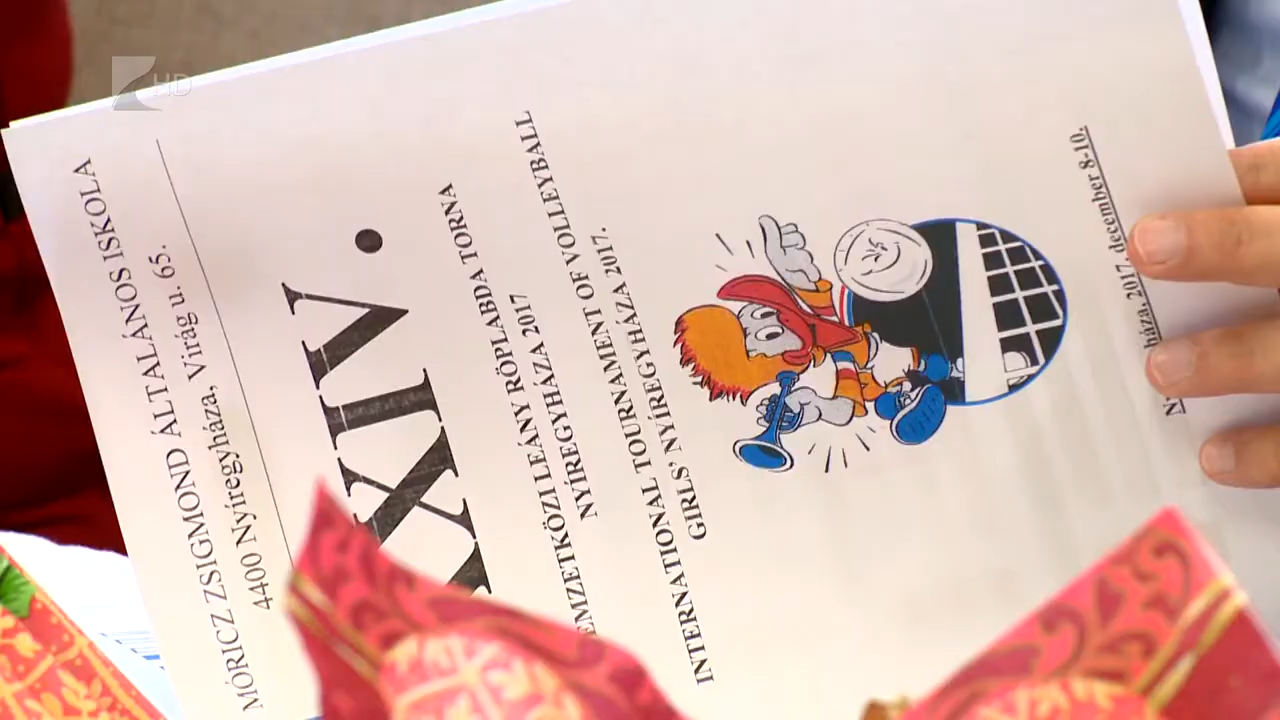 HD
MÓRICZ ZSIGMOND ÁLTALÁNOS ISKOLA
4400 Nyíregyháza, Virág u. 65.
XXIV.
NEMZETKÖZI LEÁNY RÖPLABDA TORNA
NYÍREGYHÁZA 2017
INTERNATIONAL TOURNAMENT OF VOLLEYBALL
GIRLS' NYÍREGYHÁZA 2017.
2017. december 8-10.